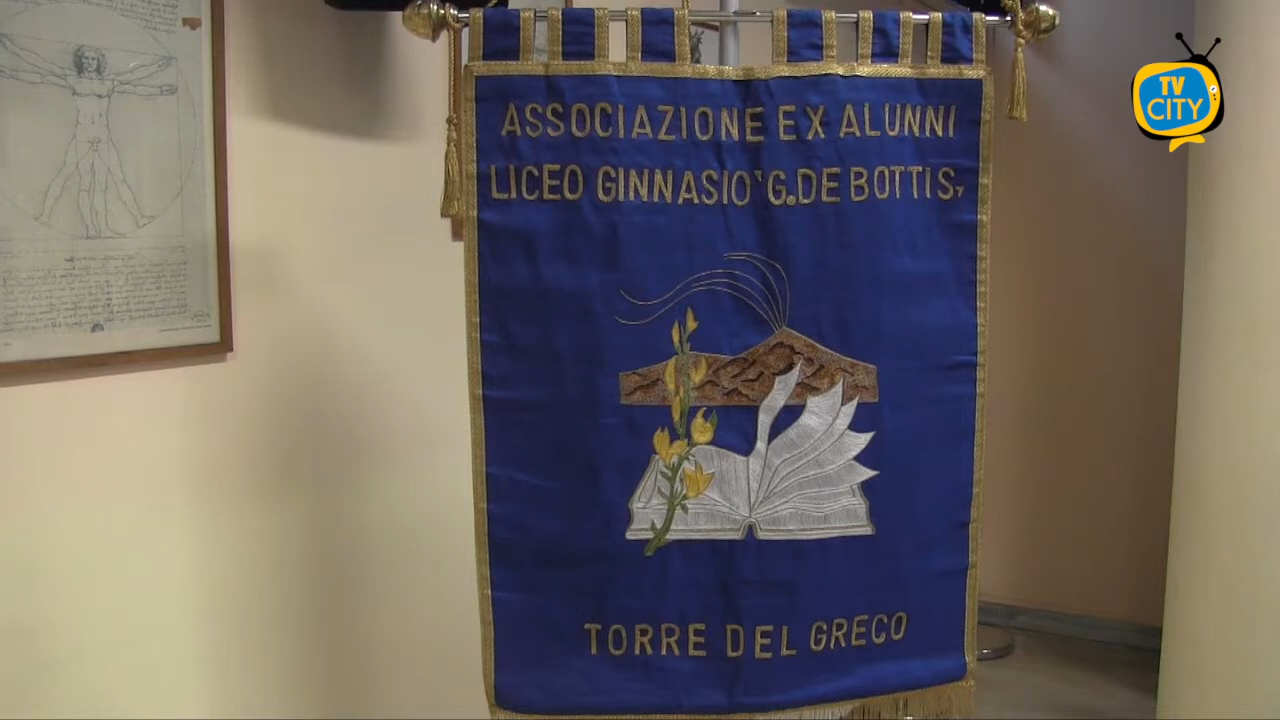 TV
CITY
ASSOCIAZIONE EX ALUNNI
LICEO GINNASIO "G. DE BOTTIS"
TORRE DEL GRECO